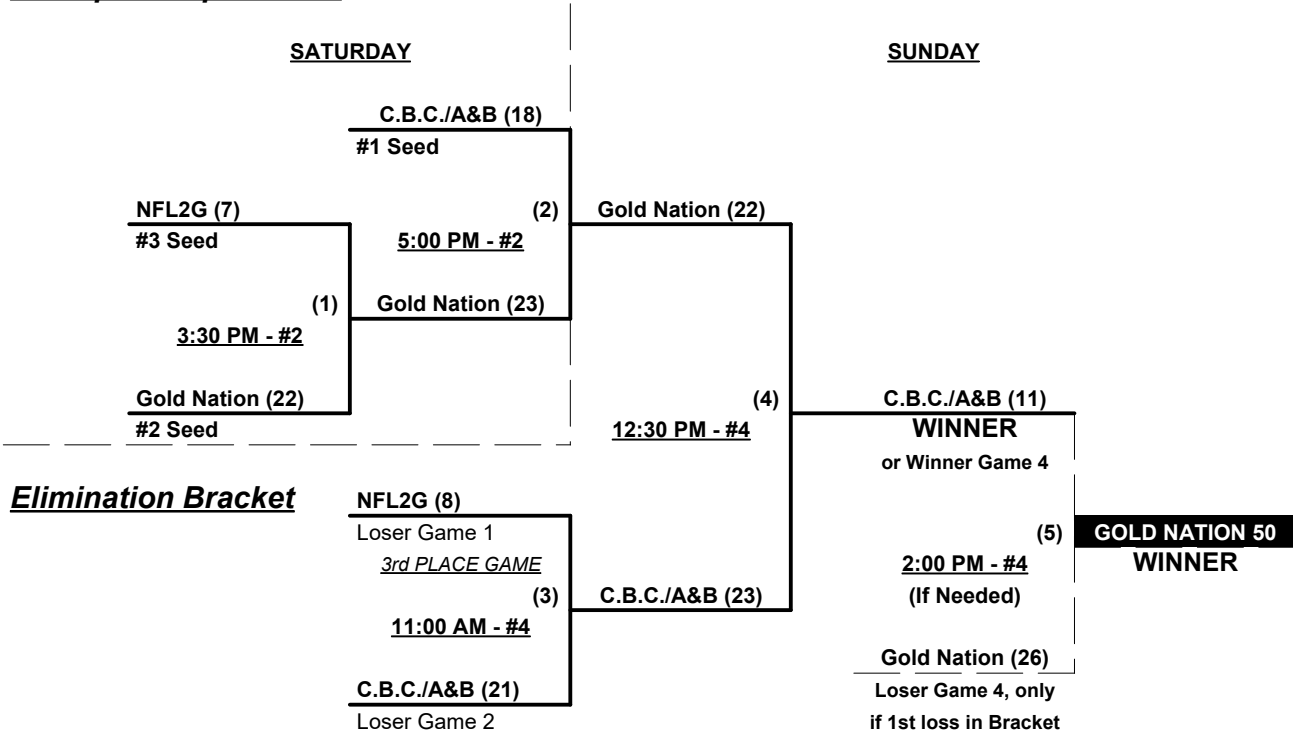 SATURDAY
SUNDAY
C.B.C./A&B (18)
#1 Seed
NFL2G (7)
(2)
Gold Nation (22)
#3 Seed
5:00 PM - #2
(1)
Gold Nation (23)
3:30 PM - #2
Gold Nation (22)
(4)
C.B.C./A&B (11)
#2 Seed
12:30 PM - #4
WINNER
or Winner Game 4
Elimination Bracket
NFL2G (8)
Loser Game 1
(5)
GOLD NATION 50
3rd PLACE GAME
2:00 PM - #4
WINNER
(3)
C.B.C./A&B (23)
(If Needed)
11:00 AM - #4
Gold Nation (26)
C.B.C./A&B (21)
Loser Game 4, only
Loser Game 2
if 1st loss in Bracket